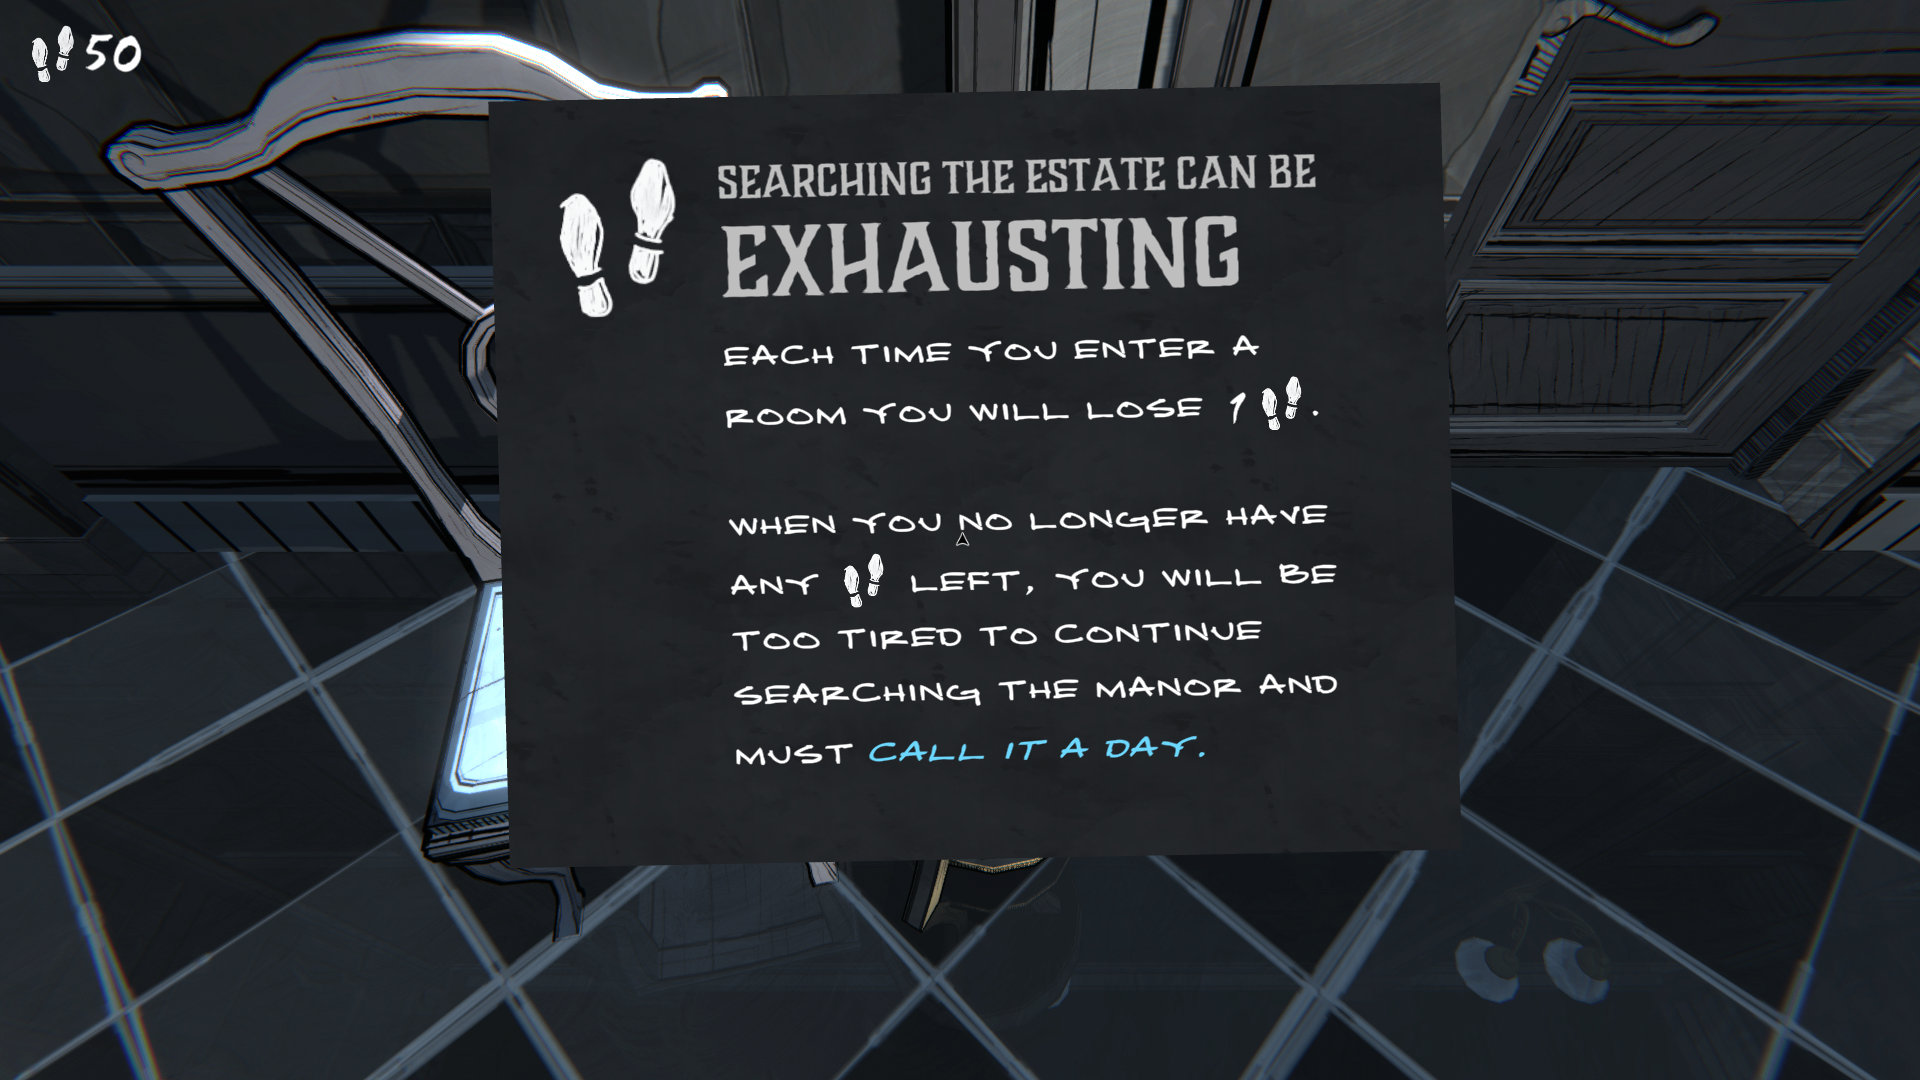 50
SEARCHING THE ESTATE CAN BE
EXHAUSTING
EACH TIME YOU ENTER A
ROOM YOU WILL LOSE 1 .
WHEN YOU NO LONGER HAVE
ANY LEFT, YOU WILL BE
TOO TIRED TO CONTINUE
SEARCHING THE MANOR AND
MUST CALL IT A DAY.